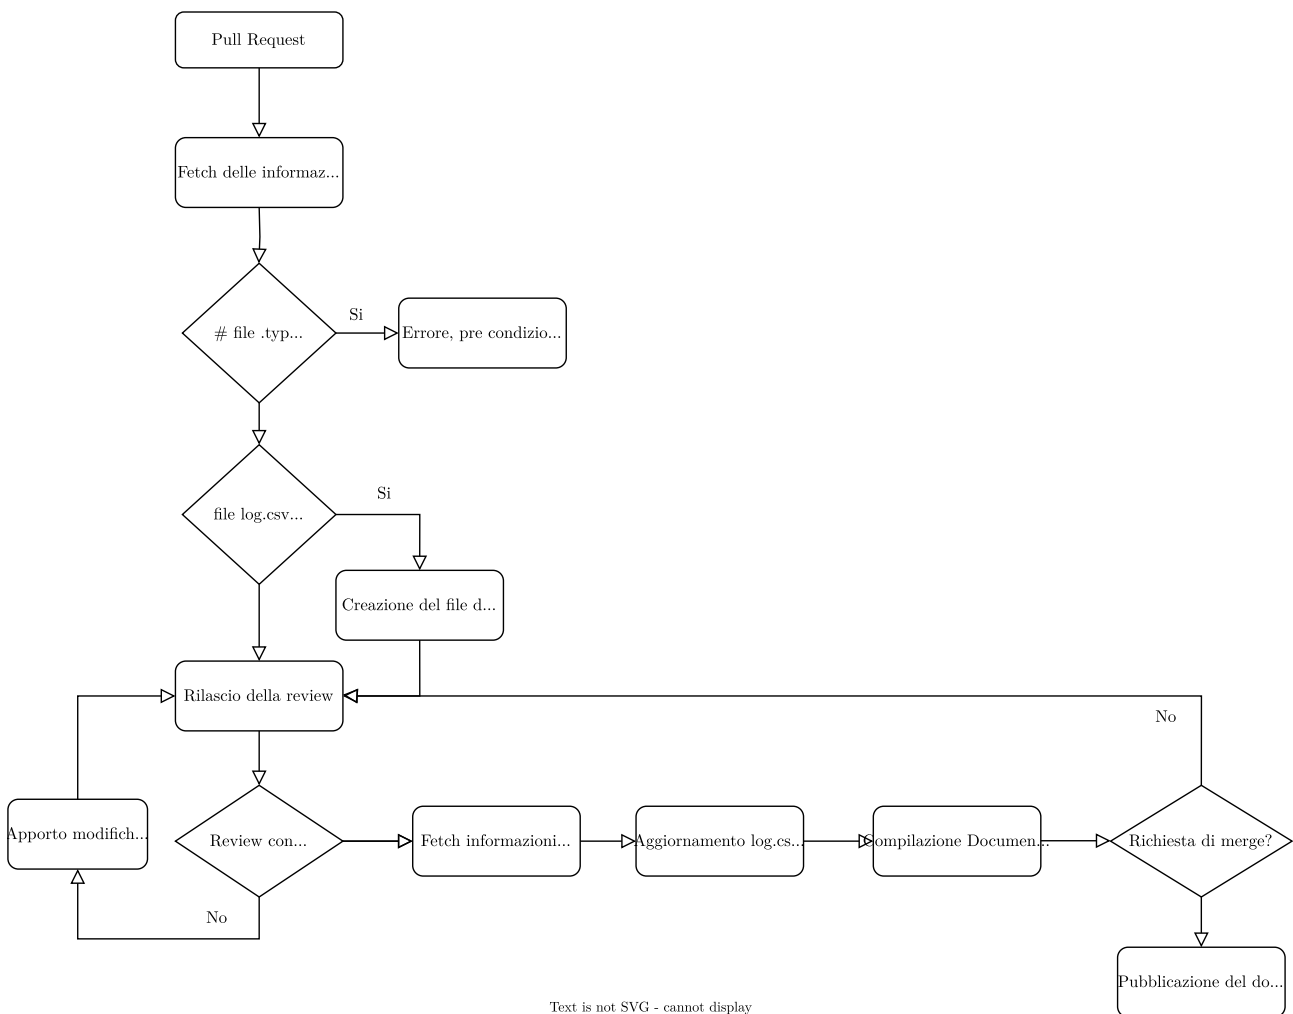 Pull Request
Fetch delle informaz...
# file .typ...
Si
Errore, pre condizio...
file log.csv...
Si
Creazione del file d...
Rilascio della review
No
Apporto modifich...
Review con...
Fetch informazioni...
Aggiornamento log.cs...
Compilazione Documen...
Richiesta di merge?
No
Pubblicazione del do...
Text is not SVG - cannot display